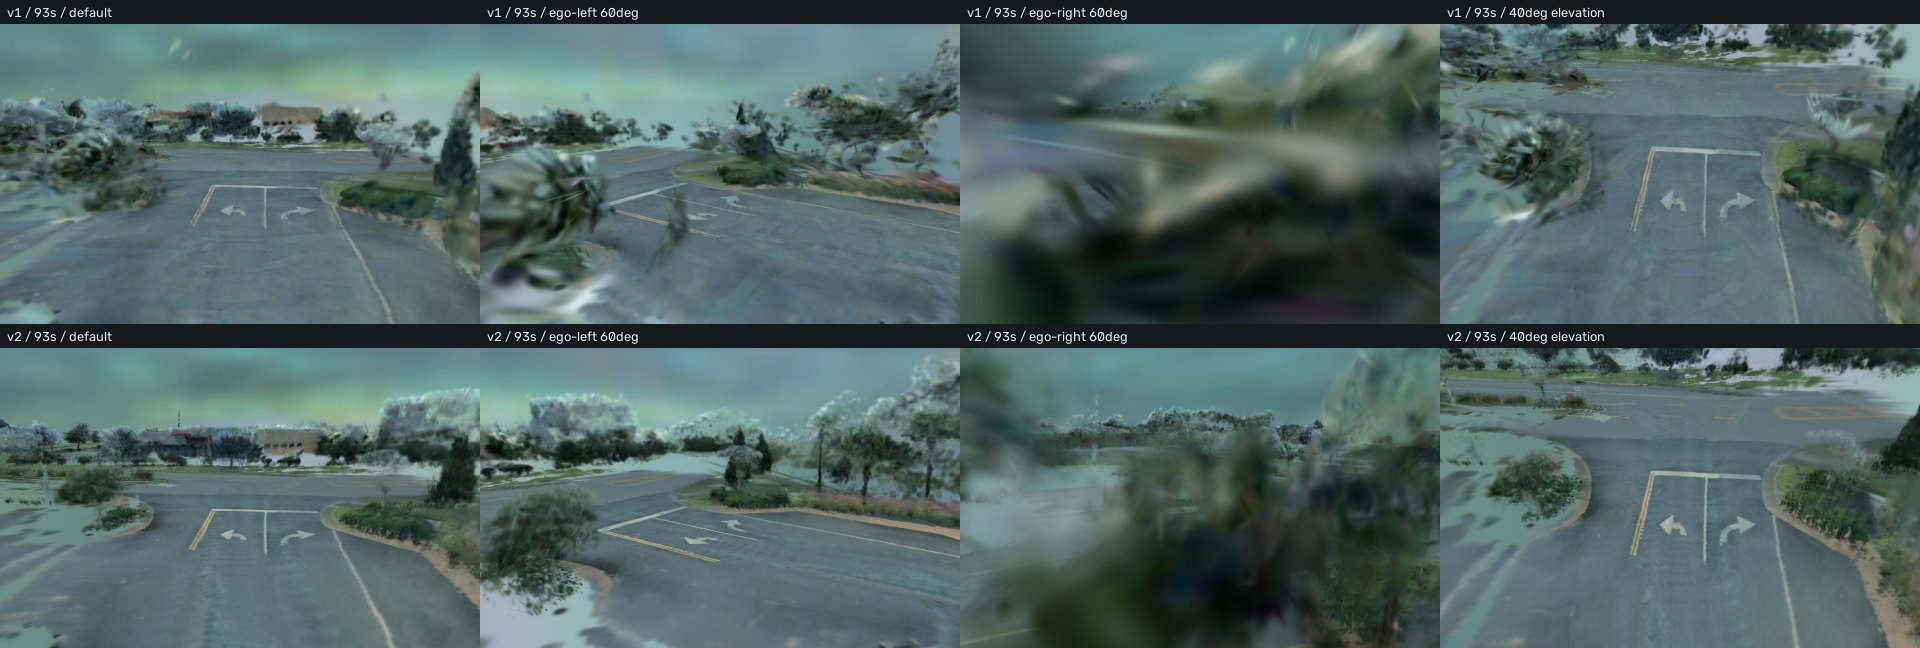 v1 / 93s / default
v1 / 93s / ego-left 60deg
v1 / 93s / ego-right 60deg
v1 / 93s / 40deg elevation
v2 / 93s / default
v2 / 93s / ego-left 60deg
v2 / 93s / ego-right 60deg
v2 / 93s / 40deg elevation